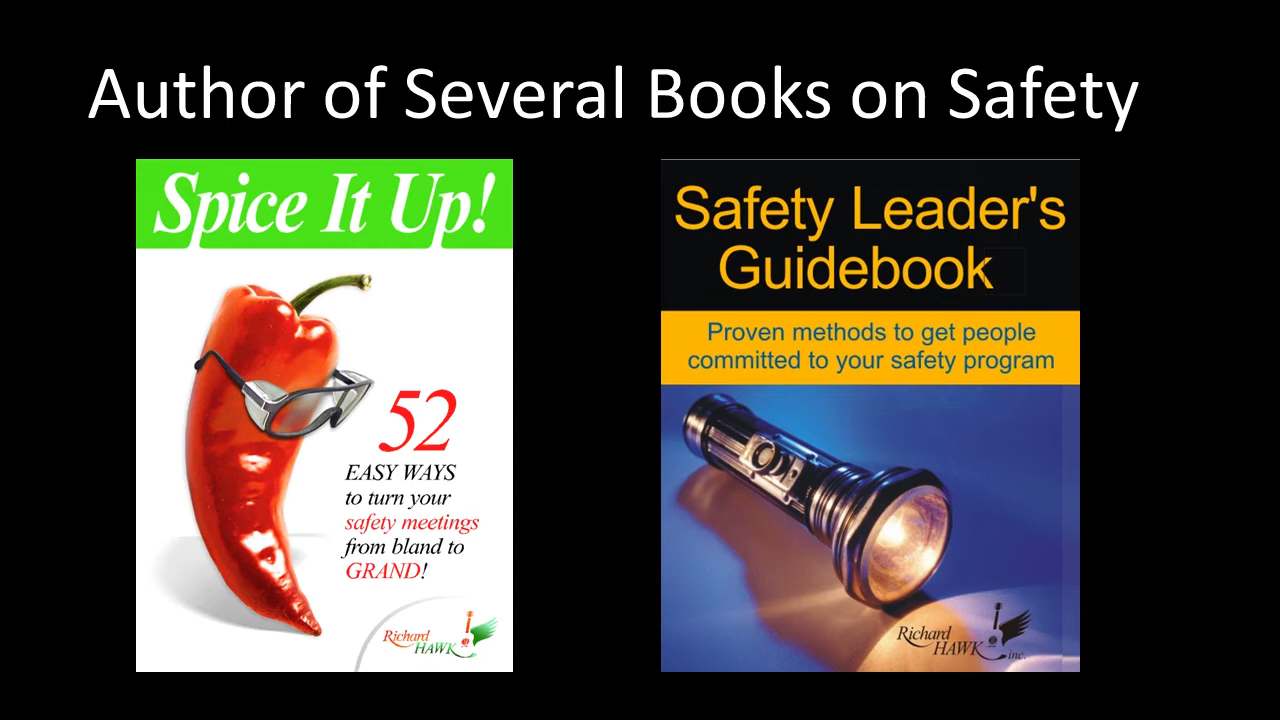 Author of Several Books on Safety
Spice It Up!
52
EASY WAYS
to turn your
safety meetings
from bland to
GRAND!
Richard
HAWK
Safety Leader's
Guidebook
Proven methods to get people
committed to your safety program
Richard
HAWK
inc.